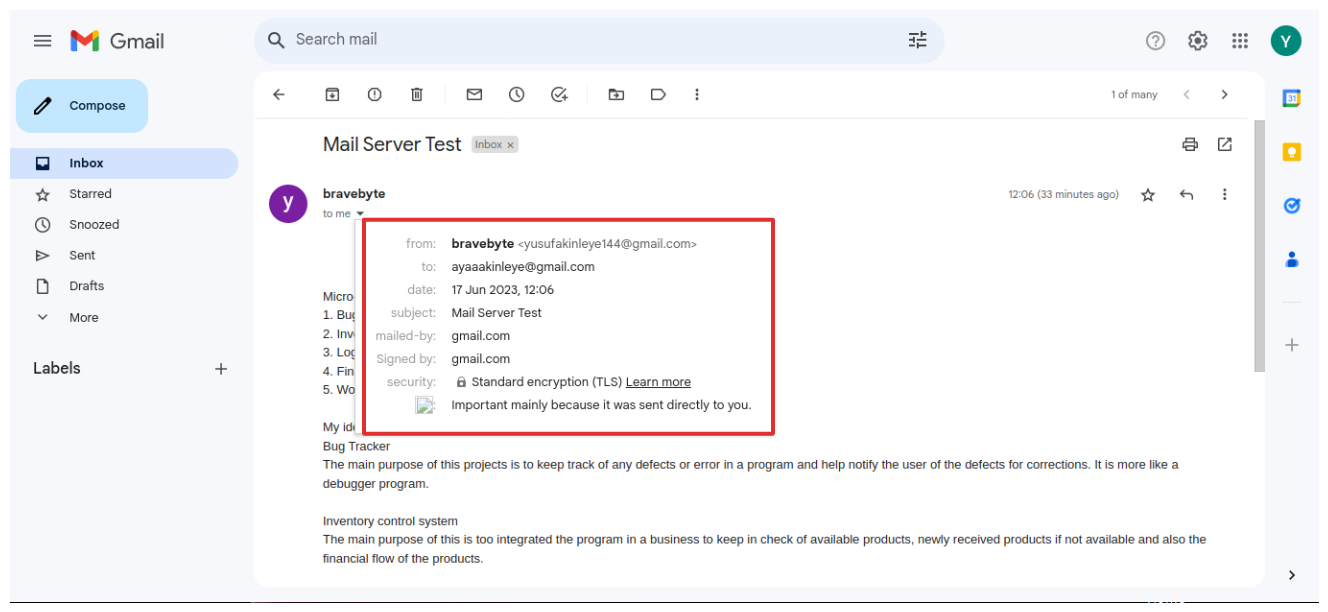 Gmail
Search mail
Y
Compose
1 of many
31
Inbox
Starred
Snoozed
Sent
Drafts
More
Labels
Mail Server Test Inbox ×
y
bravebyte
12:06 (33 minutes ago)
to me
from: bravebyte <yusufakinleye144@gmail.com>
to: ayaaakinleye@gmail.com
date: 17 Jun 2023, 12:06
subject: Mail Server Test
mailed-by: gmail.com
Signed by: gmail.com
security: Standard encryption (TLS) Learn more
: Important mainly because it was sent directly to you.
Micro
1. Bug
2. Inv
3. Log
4. Fin
5. Wo
My ide
Bug Tracker
The main purpose of this projects is to keep track of any defects or error in a program and help notify the user of the defects for corrections. It is more like a
debugger program.
Inventory control system
The main purpose of this is too integrated the program in a business to keep in check of available products, newly received products if not available and also the
financial flow of the products.